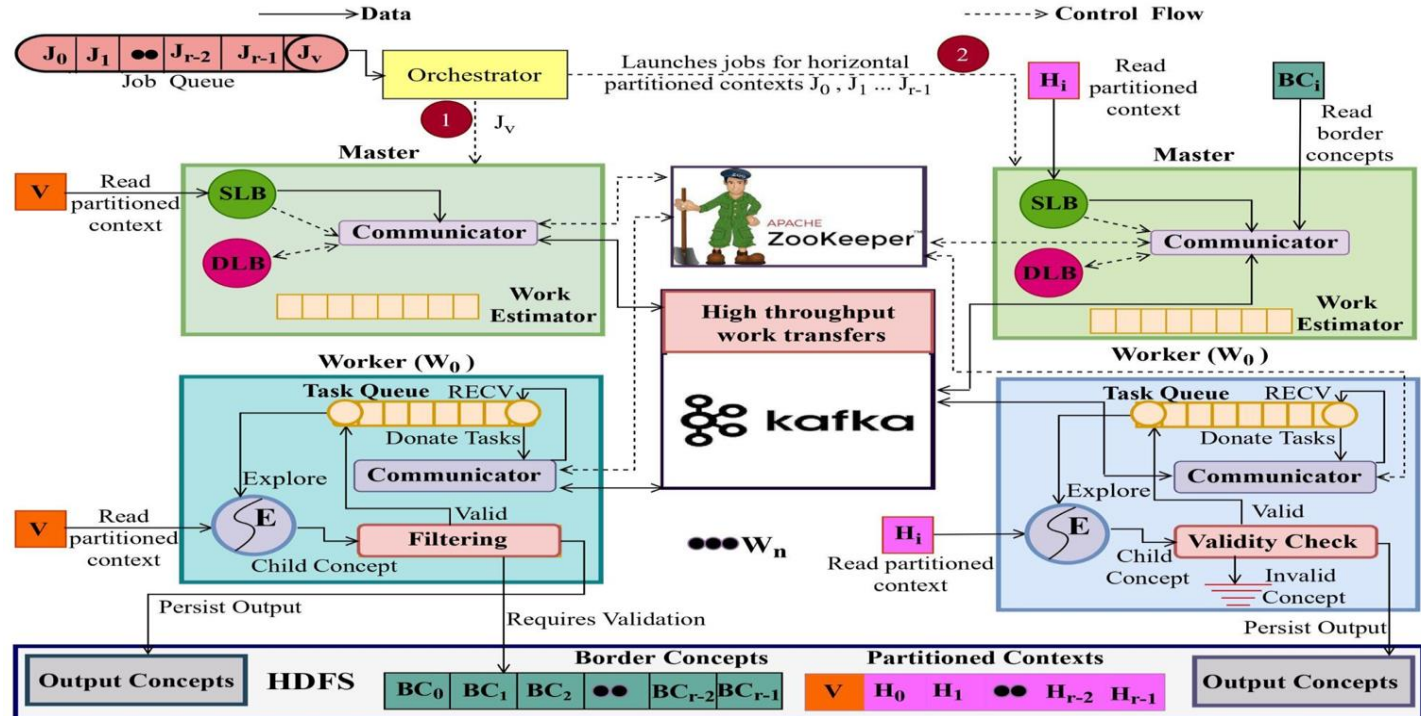 Data
Control Flow
J0 J1 Jr-2 Jr-1 Jv
Job Queue
Orchestrator
Launches jobs for horizontal
partitioned contexts J0 , J1 ... Jr-1
2
1
Jv
Hi
Read
partitioned
context
BCi
Read
border
concepts
Master
V
Read
partitioned
context
SLB
Communicator
DLB
Work
Estimator
APACHE
ZooKeeper™
Master
SLB
Communicator
DLB
Work
Estimator
High throughput
work transfers
kafka
Worker (W0 )
Task Queue
RECV
Donate Tasks
Communicator
Explore
E
Valid
V
Read
partitioned
context
Filtering
Child Concept
Wn
Worker (W0 )
Task Queue
RECV
Donate Tasks
Communicator
Explore
E
Valid
Hi
Read partitioned
context
Validity Check
Child
Concept
Invalid
Concept
Persist Output
Requires Validation
Persist Output
Output Concepts
HDFS
Border Concepts
BC0 BC1 BC2 BCr-2 BCr-1
Partitioned Contexts
V H0 H1 Hr-2 Hr-1
Output Concepts